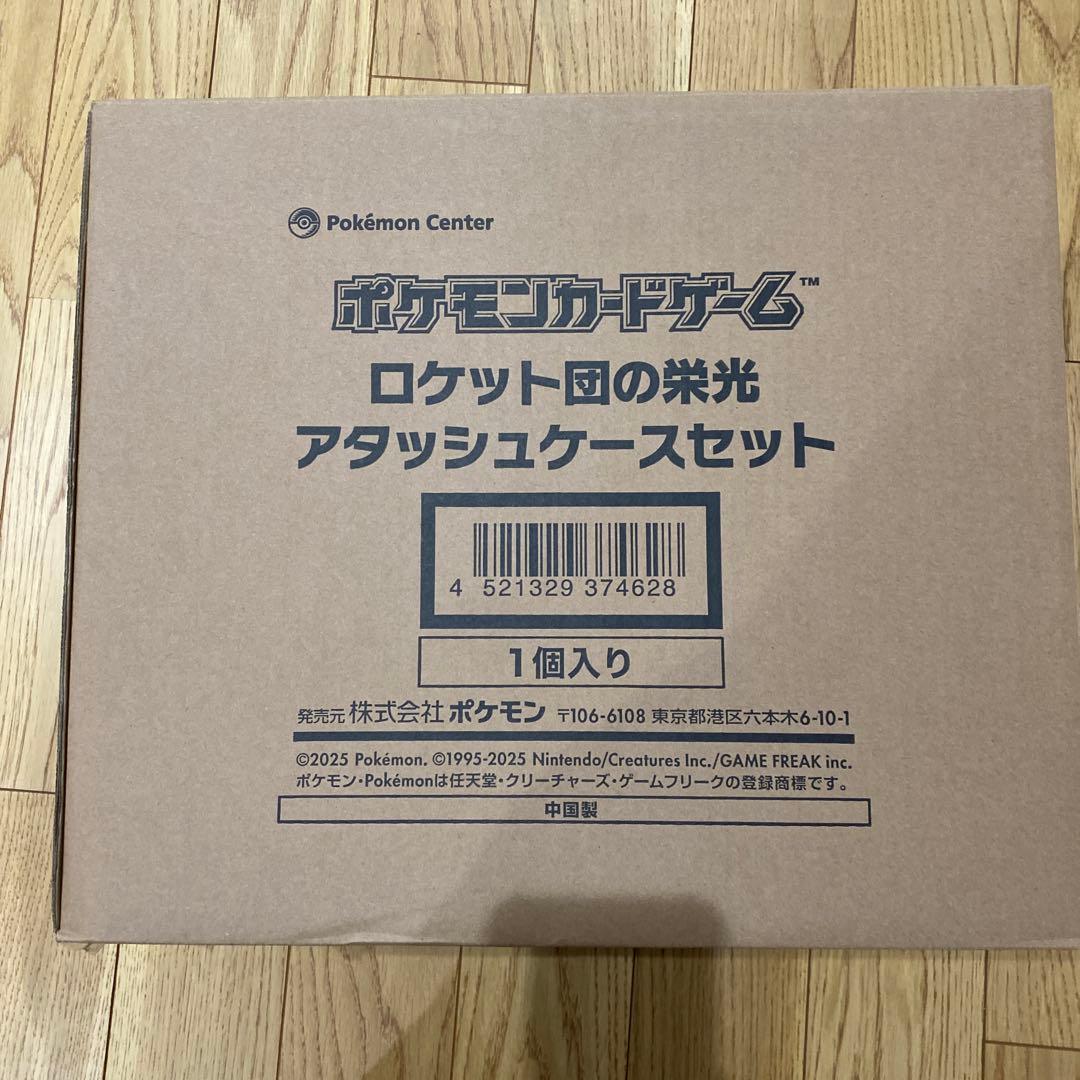 Pokémon Center
ポケモンカードゲーム™
ロケット団の栄光
アタッシュケースセット
4 521329 374628
1個入り
発売元 株式会社 ポケモン 〒106-6108 東京都港区六本木6-10-1
©2025 Pokémon. ©1995-2025 Nintendo/Creatures Inc./GAME FREAK inc.
ポケモン・Pokémonは任天堂・クリーチャーズ・ゲームフリークの登録商標です。
中国製